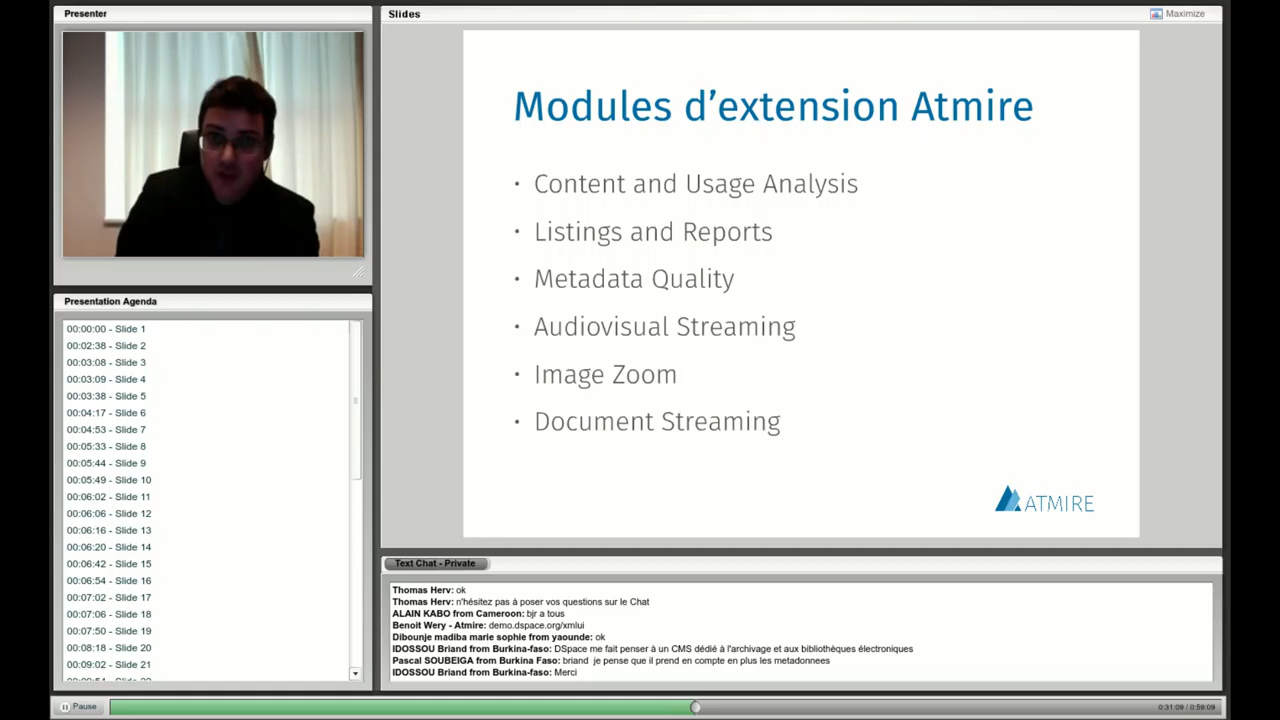 Presenter
Slides
Maximize
Modules d’extension Atmire
· Content and Usage Analysis
· Listings and Reports
· Metadata Quality
· Audiovisual Streaming
· Image Zoom
· Document Streaming
ATMIRE
Presentation Agenda
00:00:00 - Slide 1
00:02:38 - Slide 2
00:03:08 - Slide 3
00:03:09 - Slide 4
00:03:38 - Slide 5
00:04:17 - Slide 6
00:04:53 - Slide 7
00:05:33 - Slide 8
00:05:44 - Slide 9
00:05:49 - Slide 10
00:06:02 - Slide 11
00:06:06 - Slide 12
00:06:16 - Slide 13
00:06:20 - Slide 14
00:06:42 - Slide 15
00:06:54 - Slide 16
00:07:02 - Slide 17
00:07:06 - Slide 18
00:07:50 - Slide 19
00:08:18 - Slide 20
00:09:02 - Slide 21
Text Chat - Private
Thomas Herv: ok
Thomas Herv: n'hésitez pas à poser vos questions sur le Chat
ALAIN KABO from Cameroon: bjr a tous
Benoit Wery - Atmire: demo.dspace.org/xmlui
Dibounje madiba marie sophie from yaounde: ok
IDOSSOU Briand from Burkina-faso: DSpace me fait penser à un CMS dédié à l'archivage et aux bibliothèques électroniques
Pascal SOUBEIGA from Burkina Faso: briand je pense que il prend en compte en plus les metadonnees
IDOSSOU Briand from Burkina-faso: Merci
Pause
0:31:09 / 0:59:09